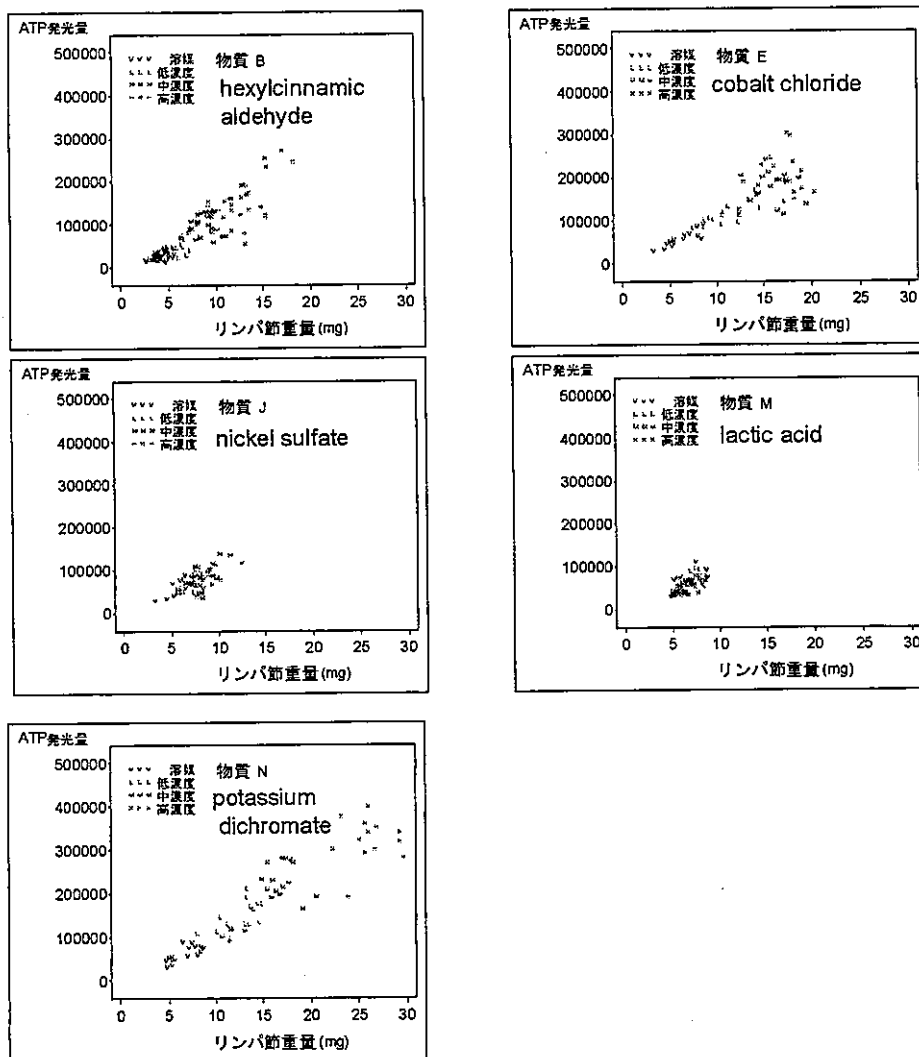 ATP発光量
500000
400000
300000
200000
100000
0
溶媒
低濃度
中濃度
高濃度
物質 B
hexylcinnamic
aldehyde
0 5 10 15 20 25 30
リンパ節重量(mg)
ATP発光量
500000
400000
300000
200000
100000
0
溶媒
低濃度
中濃度
高濃度
物質 E
cobalt chloride
0 5 10 15 20 25 30
リンパ節重量(mg)
ATP発光量
500000
400000
300000
200000
100000
0
溶媒
低濃度
中濃度
高濃度
物質 J
nickel sulfate
0 5 10 15 20 25 30
リンパ節重量(mg)
ATP発光量
500000
400000
300000
200000
100000
0
溶媒
低濃度
中濃度
高濃度
物質 M
lactic acid
0 5 10 15 20 25 30
リンパ節重量(mg)
ATP発光量
500000
400000
300000
200000
100000
0
溶媒
低濃度
中濃度
高濃度
物質 N
potassium
dichromate
0 5 10 15 20 25 30
リンパ節重量(mg)